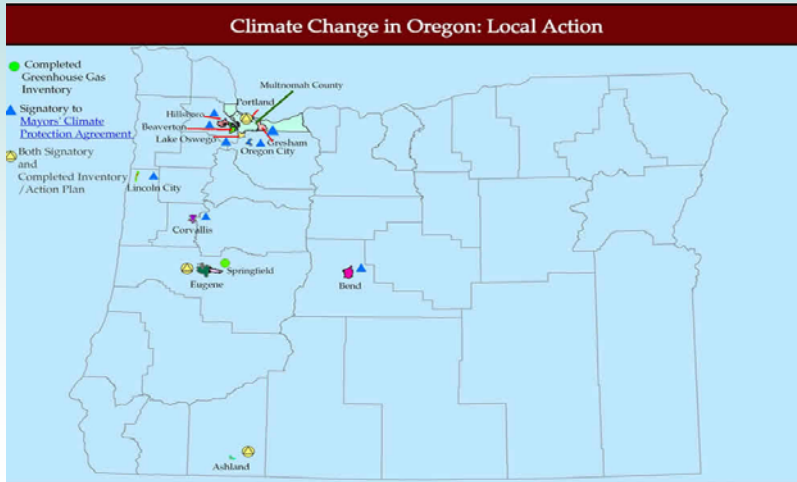 Climate Change in Oregon: Local Action
Completed
Greenhouse Gas
Inventory
Signatory to
Mayors' Climate
Protection Agreement
Both Signatory
and
Completed Inventory
/Action Plan
Multnomah County
Portland
Hillsboro
Beaverton
Lake Oswego
Gresham
Oregon City
Lincoln City
Corvallis
Springfield
Eugene
Bend
Ashland